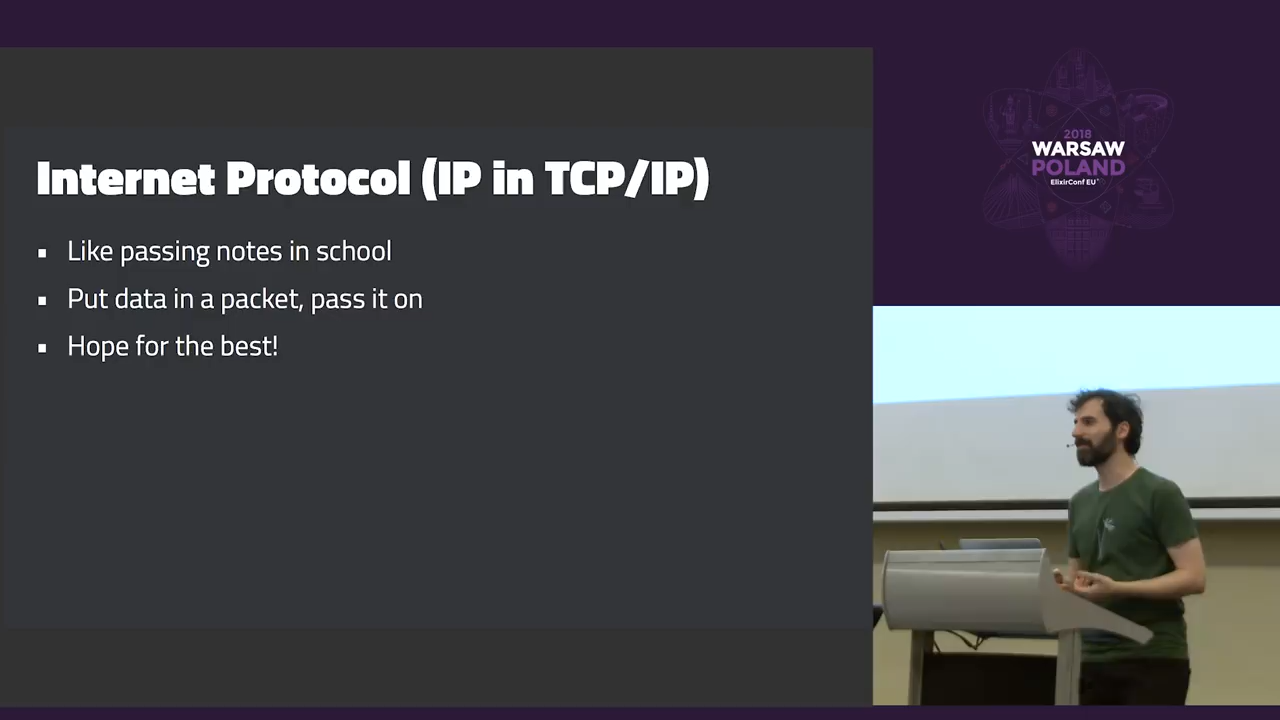 Internet Protocol (IP in TCP/IP)
▪ Like passing notes in school
▪ Put data in a packet, pass it on
▪ Hope for the best!
2018
WARSAW
POLAND
ElixirConf EU